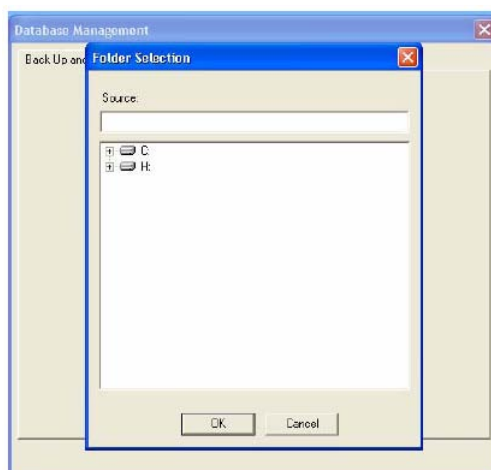 Database Management
Back Up and
Folder Selection
Source:
C:
H:
OK
Cancel